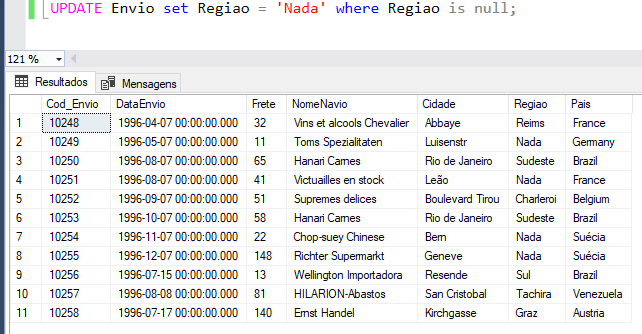 UPDATE Envio set Regiao = 'Nada' where Regiao is null;
121 %
Resultados Mensagens
Cod_Envio DataEnvio Frete NomeNavio Cidade Regiao Pais
1 10248 1996-04-07 00:00:00.000 32 Vins et alcools Chevalier Abbaye Reims France
2 10249 1996-05-07 00:00:00.000 11 Toms Spezialitaten Luisenstr Nada Germany
3 10250 1996-08-07 00:00:00.000 65 Hanari Carnes Rio de Janeiro Sudeste Brazil
4 10251 1996-08-07 00:00:00.000 41 Victuailles en stock Leão Nada France
5 10252 1996-09-07 00:00:00.000 51 Supremes delices Boulevard Tirou Charleroi Belgium
6 10253 1996-10-07 00:00:00.000 58 Hanari Carnes Rio de Janeiro Sudeste Brazil
7 10254 1996-11-07 00:00:00.000 22 Chop-suey Chinese Bern Nada Suécia
8 10255 1996-12-07 00:00:00.000 148 Richter Supermarkt Geneve Nada Suécia
9 10256 1996-07-15 00:00:00.000 13 Wellington Importadora Resende Sul Brazil
10 10257 1996-08-08 00:00:00.000 81 HILARION-Abastos San Cristobal Tachira Venezuela
11 10258 1996-07-17 00:00:00.000 140 Ernst Handel Kirchgasse Graz Austria